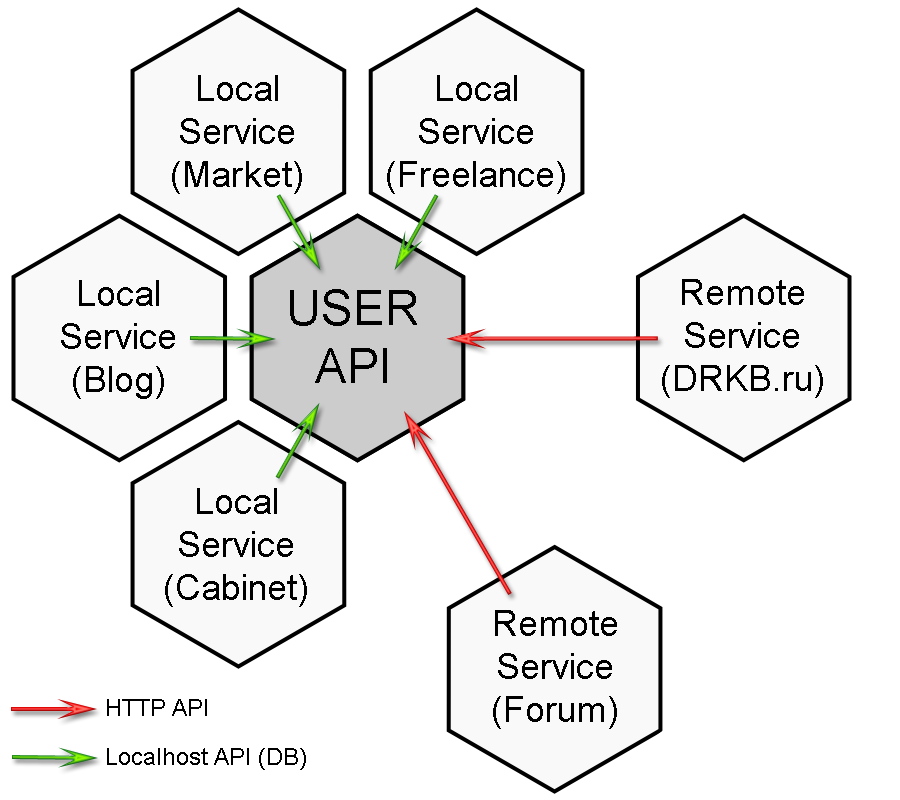 Local
Service
(Market)
Local
Service
(Freelance)
Local
Service
(Blog)
USER
API
Remote
Service
(DRKB.ru)
Local
Service
(Cabinet)
Remote
Service
(Forum)
HTTP API
Localhost API (DB)